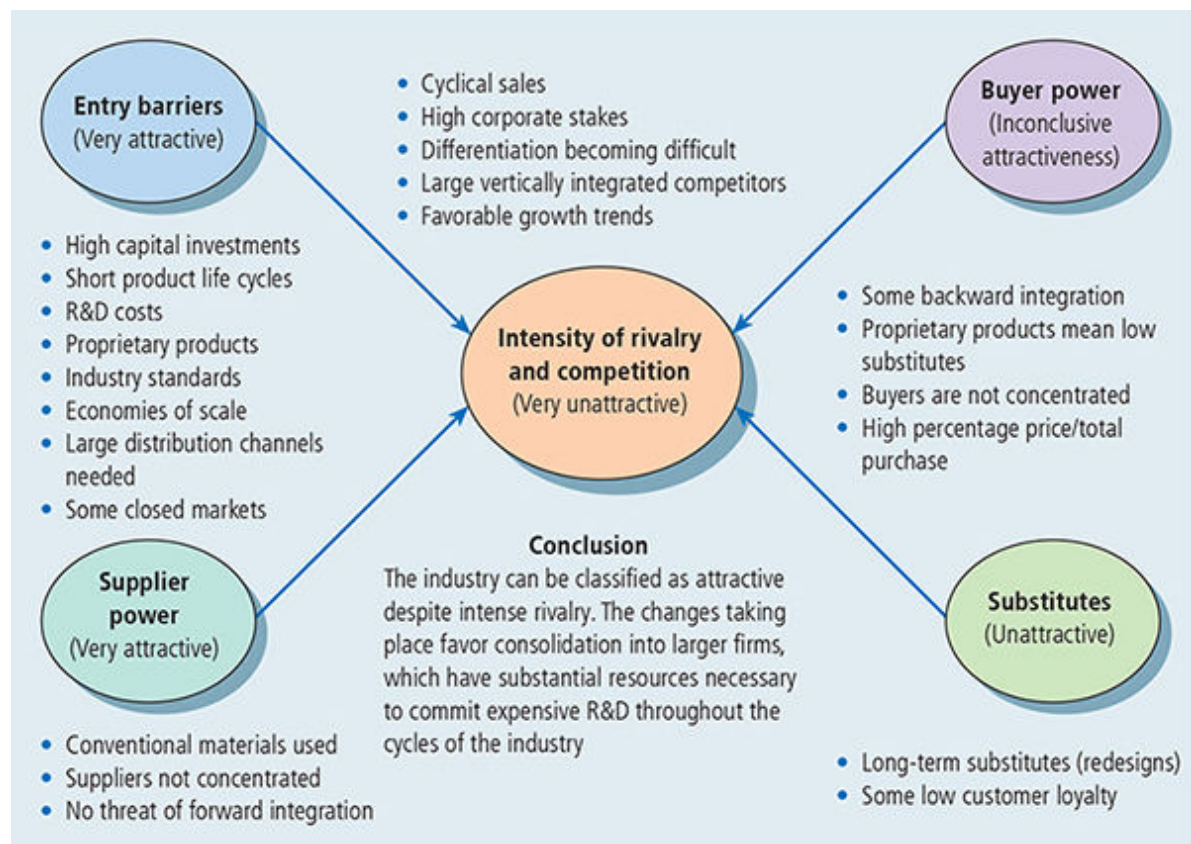 Entry barriers
(Very attractive)
• High capital investments
• Short product life cycles
• R&D costs
• Proprietary products
• Industry standards
• Economies of scale
• Large distribution channels
needed
• Some closed markets
• Cyclical sales
• High corporate stakes
• Differentiation becoming difficult
• Large vertically integrated competitors
• Favorable growth trends
Buyer power
(Inconclusive
attractiveness)
• Some backward integration
• Proprietary products mean low
substitutes
• Buyers are not concentrated
• High percentage price/total
purchase
Intensity of rivalry
and competition
(Very unattractive)
Supplier
power
(Very attractive)
• Conventional materials used
• Suppliers not concentrated
• No threat of forward integration
Conclusion
The industry can be classified as attractive
despite intense rivalry. The changes taking
place favor consolidation into larger firms,
which have substantial resources necessary
to commit expensive R&D throughout the
cycles of the industry
Substitutes
(Unattractive)
• Long-term substitutes (redesigns)
• Some low customer loyalty